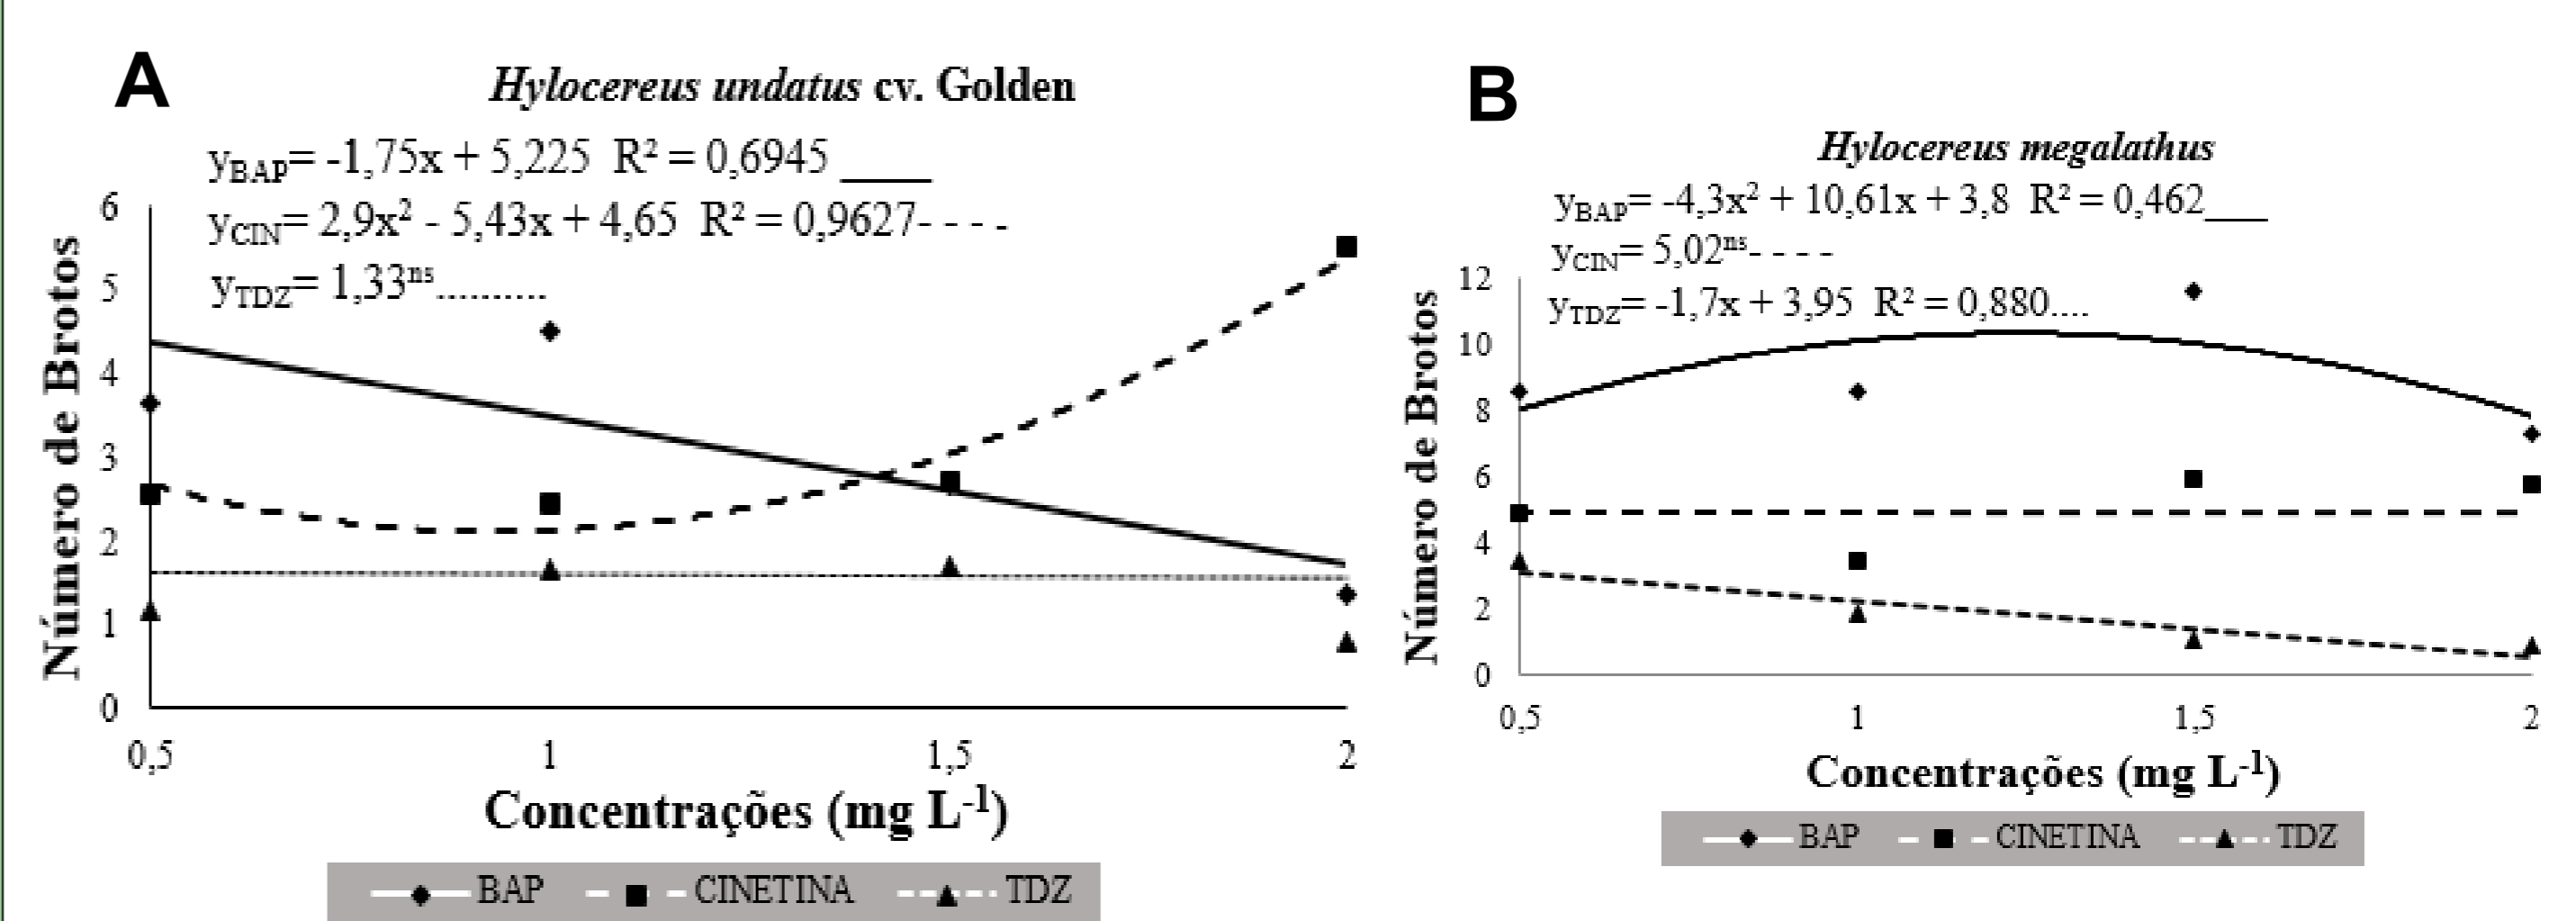 A
Hylocereus undatus cv. Golden
yBAP= -1,75x + 5,225 R² = 0,6945 ____
yCIN= 2,9x² - 5,43x + 4,65 R² = 0,9627- - - -
yTDZ= 1,33ⁿˢ..........
Número de Brotos
6
5
4
3
2
1
0
0,5 1 1,5 2
Concentrações (mg L⁻¹)
BAP CINETINA TDZ
B
Hylocereus megalathus
yBAP= -4,3x² + 10,61x + 3,8 R² = 0,462___
yCIN= 5,02ⁿˢ- - - -
yTDZ= -1,7x + 3,95 R² = 0,880....
Número de Brotos
12
10
8
6
4
2
0
0,5 1 1,5 2
Concentrações (mg L⁻¹)
BAP CINETINA TDZ